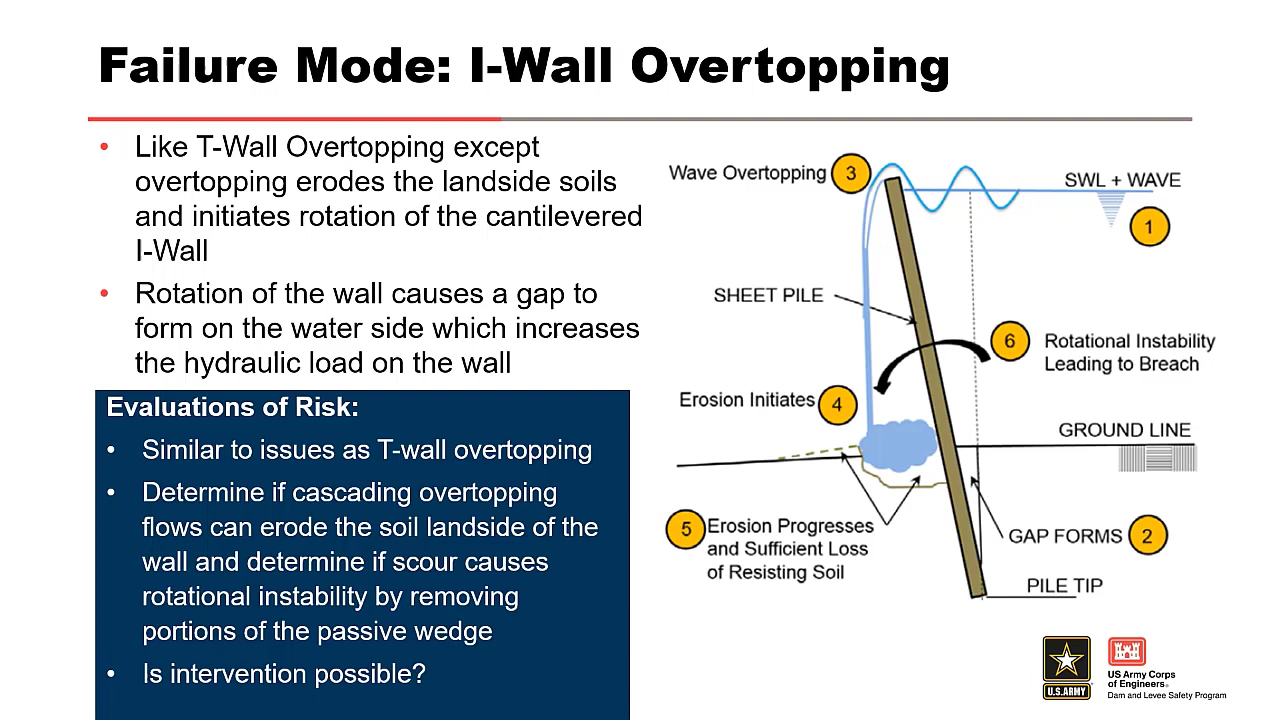 Failure Mode: I-Wall Overtopping
• Like T-Wall Overtopping except
overtopping erodes the landside soils
and initiates rotation of the cantilevered
I-Wall
• Rotation of the wall causes a gap to
form on the water side which increases
the hydraulic load on the wall
Evaluations of Risk:
• Similar to issues as T-wall overtopping
• Determine if cascading overtopping
flows can erode the soil landside of the
wall and determine if scour causes
rotational instability by removing
portions of the passive wedge
• Is intervention possible?
Wave Overtopping 3
SWL + WAVE
1
SHEET PILE
6 Rotational Instability
Leading to Breach
Erosion Initiates 4
GROUND LINE
5 Erosion Progresses
and Sufficient Loss
of Resisting Soil
GAP FORMS 2
PILE TIP
U.S.ARMY
US Army Corps
of Engineers®
Dam and Levee Safety Program